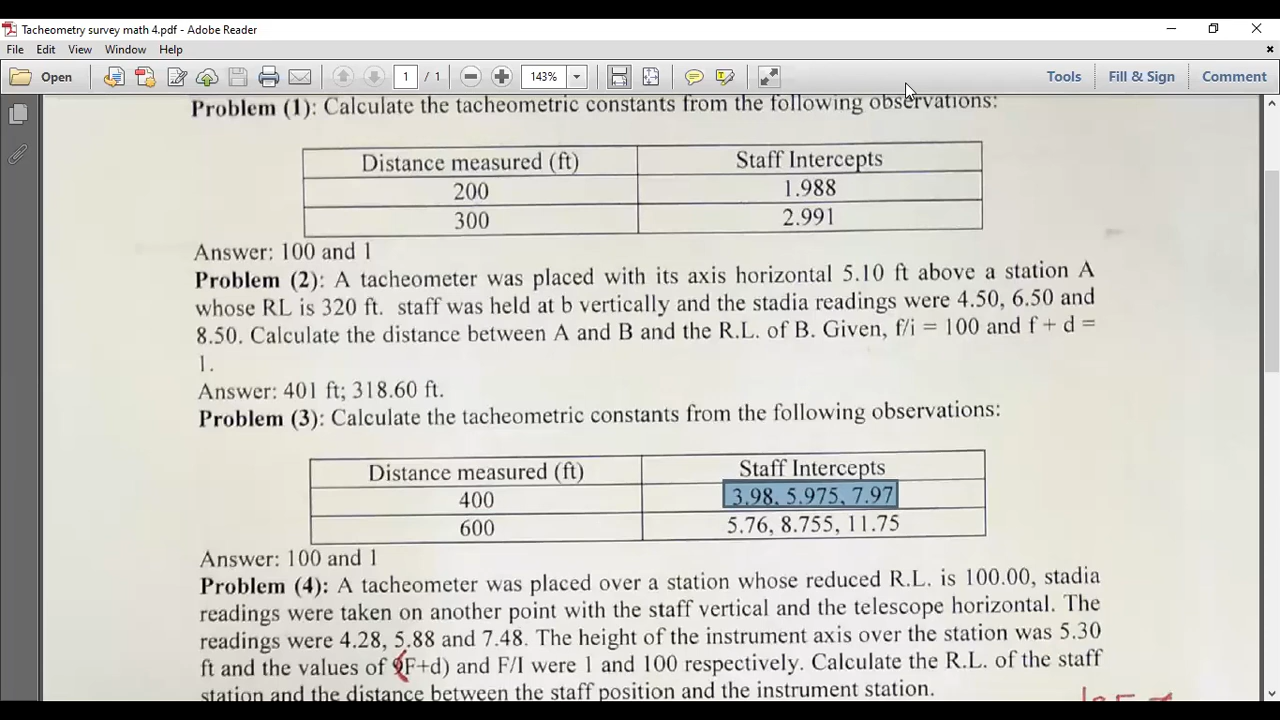 Tacheometry survey math 4.pdf - Adobe Reader
File Edit View Window Help
Open 1 / 1 143% Tools Fill & Sign Comment
Problem (1): Calculate the tacheometric constants from the following observations:
Distance measured (ft) Staff Intercepts
200 1.988
300 2.991
Answer: 100 and 1
Problem (2): A tacheometer was placed with its axis horizontal 5.10 ft above a station A
whose RL is 320 ft. staff was held at b vertically and the stadia readings were 4.50, 6.50 and
8.50. Calculate the distance between A and B and the R.L. of B. Given, f/i = 100 and f + d =
1.
Answer: 401 ft; 318.60 ft.
Problem (3): Calculate the tacheometric constants from the following observations:
Distance measured (ft) Staff Intercepts
400 3.98, 5.975, 7.97
600 5.76, 8.755, 11.75
Answer: 100 and 1
Problem (4): A tacheometer was placed over a station whose reduced R.L. is 100.00, stadia
readings were taken on another point with the staff vertical and the telescope horizontal. The
readings were 4.28, 5.88 and 7.48. The height of the instrument axis over the station was 5.30
ft and the values of (F+d) and F/I were 1 and 100 respectively. Calculate the R.L. of the staff
station and the distance between the staff position and the instrument station.